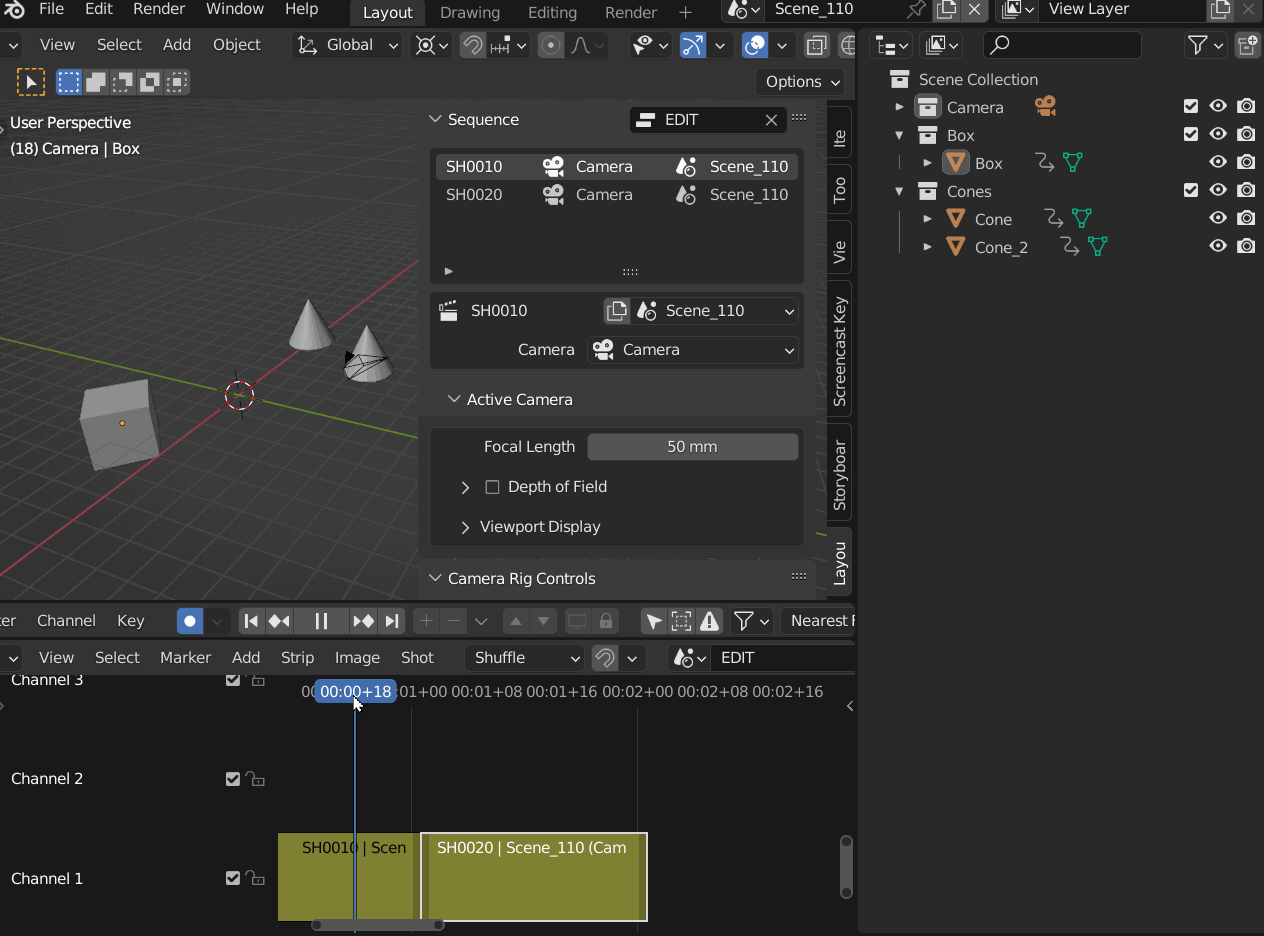 File Edit Render Window Help Layout Drawing Editing Render Scene_110 View Layer
View Select Add Object Global
Options
Scene Collection
Camera
Box
Box
Cones
Cone
Cone_2
User Perspective
(18) Camera | Box
Sequence EDIT
SH0010 Camera Scene_110
SH0020 Camera Scene_110
SH0010 Scene_110
Camera Camera
Active Camera
Focal Length 50 mm
Depth of Field
Viewport Display
Camera Rig Controls
Ite
Too
Vie
Screencast Key
Storyboar
Layou
er Channel Key Nearest F
View Select Marker Add Strip Image Shot Shuffle EDIT
Channel 3
00:00+18 :01+00 00:01+08 00:01+16 00:02+00 00:02+08 00:02+16
Channel 2
SH0010 | Scen SH0020 | Scene_110 (Cam
Channel 1